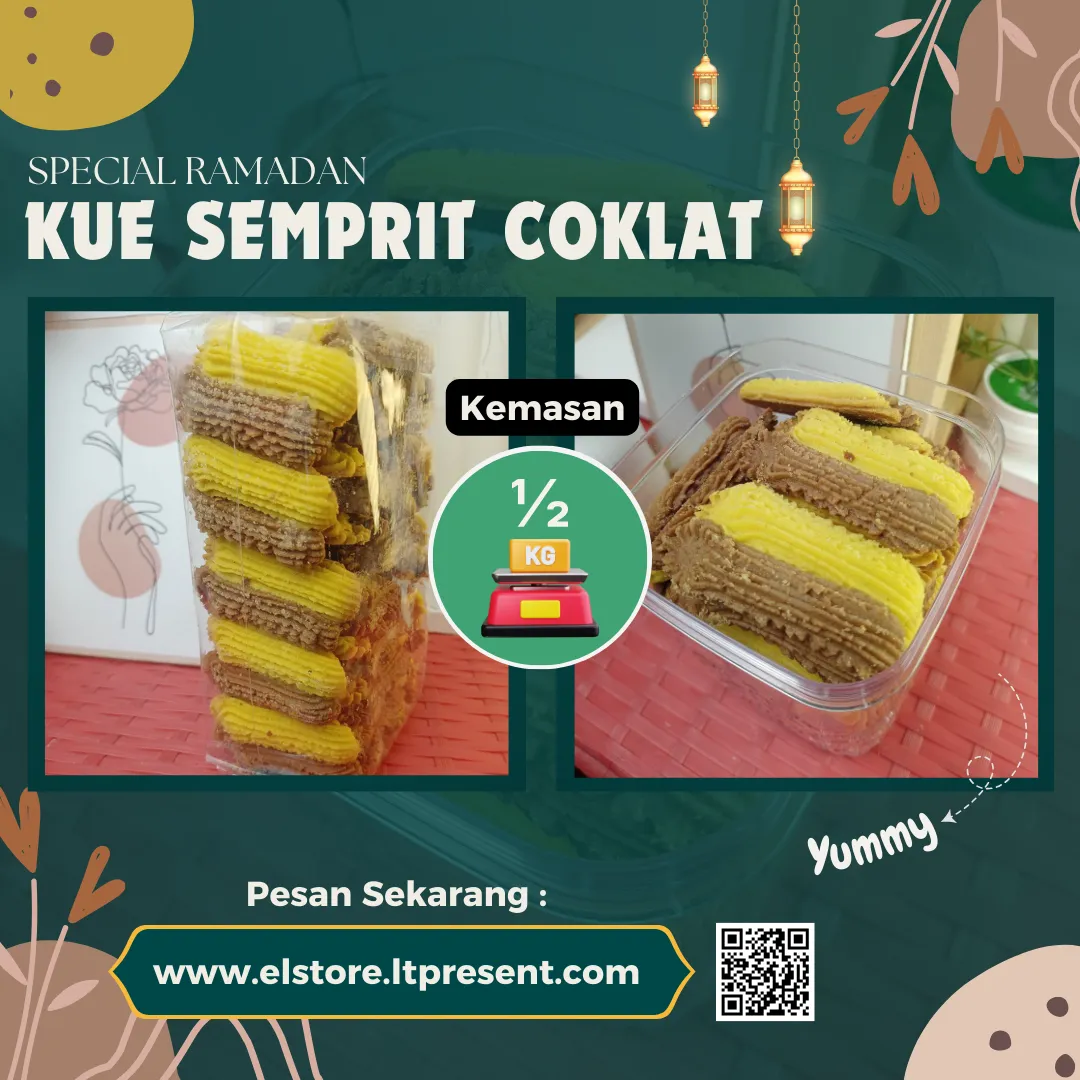 SPECIAL RAMADAN
KUE SEMPRIT COKLAT
Kemasan
½
KG
Yummy
Pesan Sekarang :
www.elstore.ltpresent.com